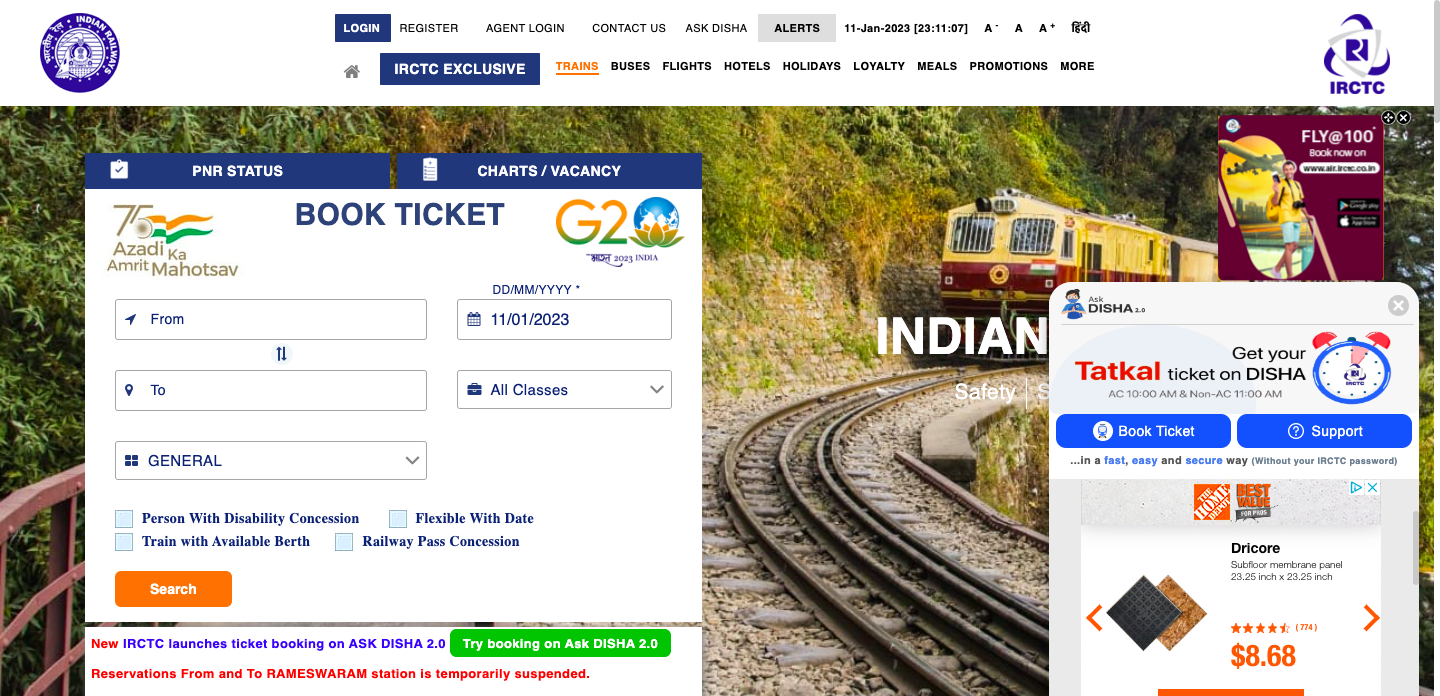 INDIAN RAILWAYS
भारतीय रेल
LOGIN REGISTER AGENT LOGIN CONTACT US ASK DISHA ALERTS 11-Jan-2023 [23:11:07] A - A A + हिंदी
IRCTC EXCLUSIVE TRAINS BUSES FLIGHTS HOTELS HOLIDAYS LOYALTY MEALS PROMOTIONS MORE
IRCTC
PNR STATUS CHARTS / VACANCY
BOOK TICKET
75
Azadi Ka
Amrit Mahotsav
G20
भारत 2023 INDIA
DD/MM/YYYY *
From 11/01/2023
To All Classes
GENERAL
Person With Disability Concession Flexible With Date
Train with Available Berth Railway Pass Concession
Search
New IRCTC launches ticket booking on ASK DISHA 2.0 Try booking on Ask DISHA 2.0
Reservations From and To RAMESWARAM station is temporarily suspended.
INDIAN
Safety | S
FLY@100*
Book now on
www.air.irctc.co.in
Google play
App Store
Ask
DISHA 2.0
Get your
Tatkal ticket on DISHA
AC 10:00 AM & Non-AC 11:00 AM
IRCTC
Book Ticket Support
...in a fast, easy and secure way (Without your IRCTC password)
THE HOME DEPOT
BEST VALUE
FOR PROS
Dricore
Subfloor membrane panel
23.25 inch x 23.25 inch
(774)
$8.68